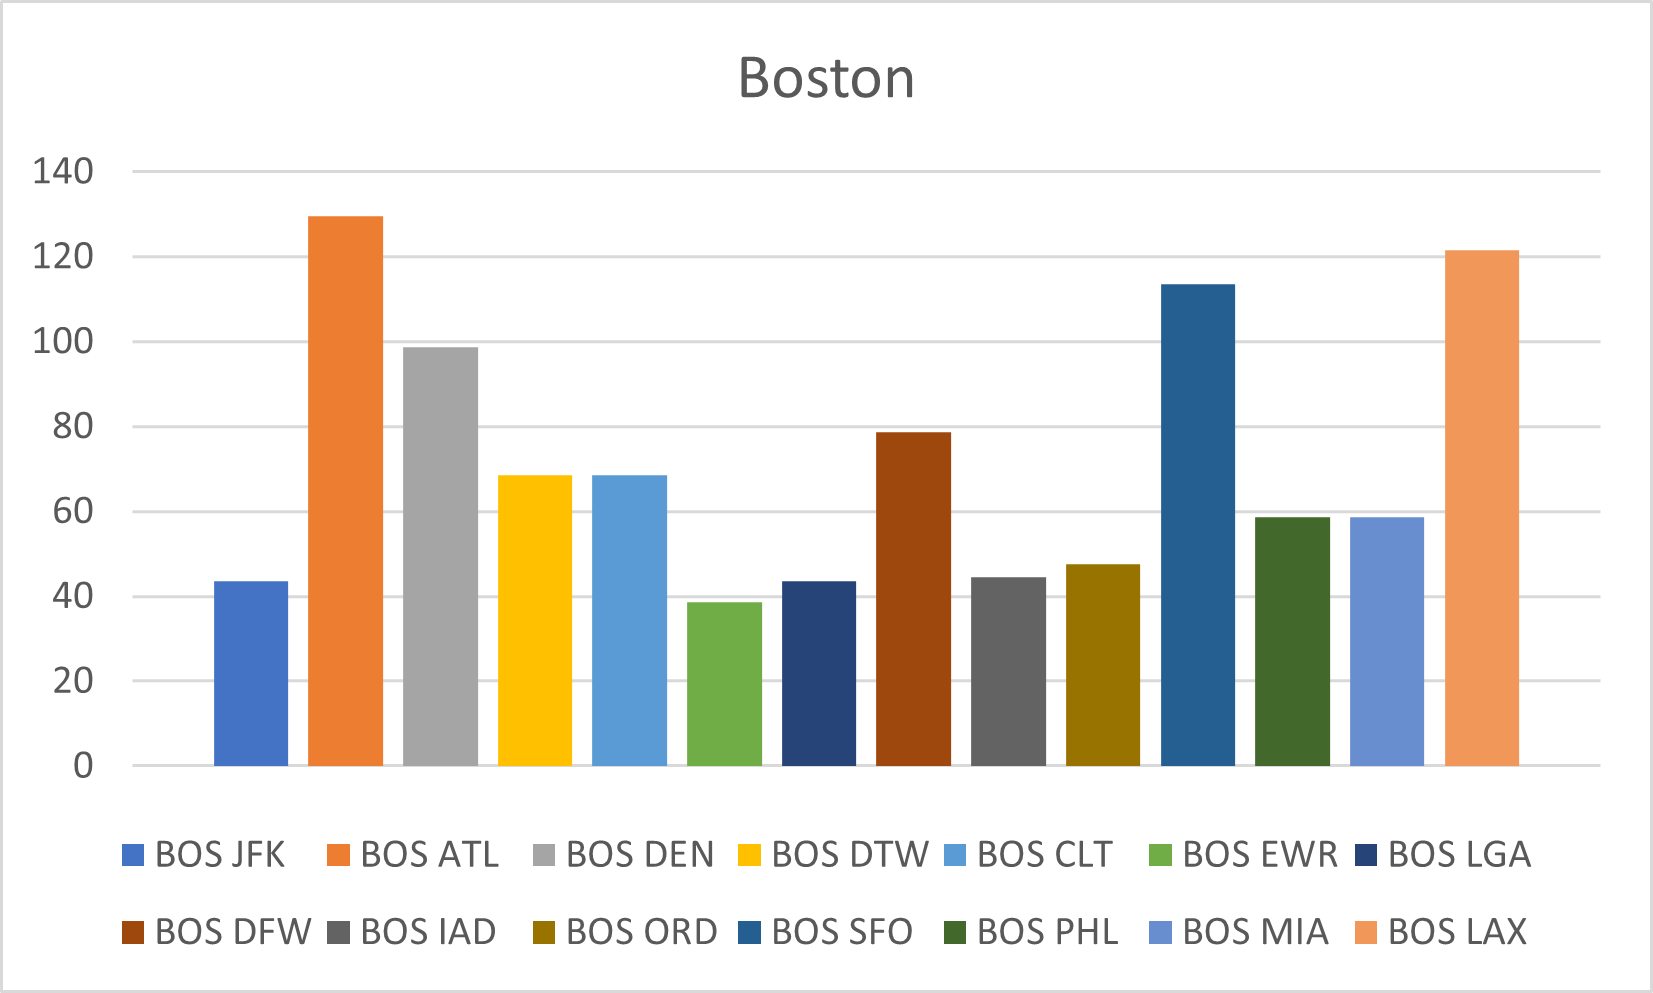 Boston
140
120
100
80
60
40
20
0
BOS JFK BOS ATL BOS DEN BOS DTW BOS CLT BOS EWR BOS LGA
BOS DFW BOS IAD BOS ORD BOS SFO BOS PHL BOS MIA BOS LAX